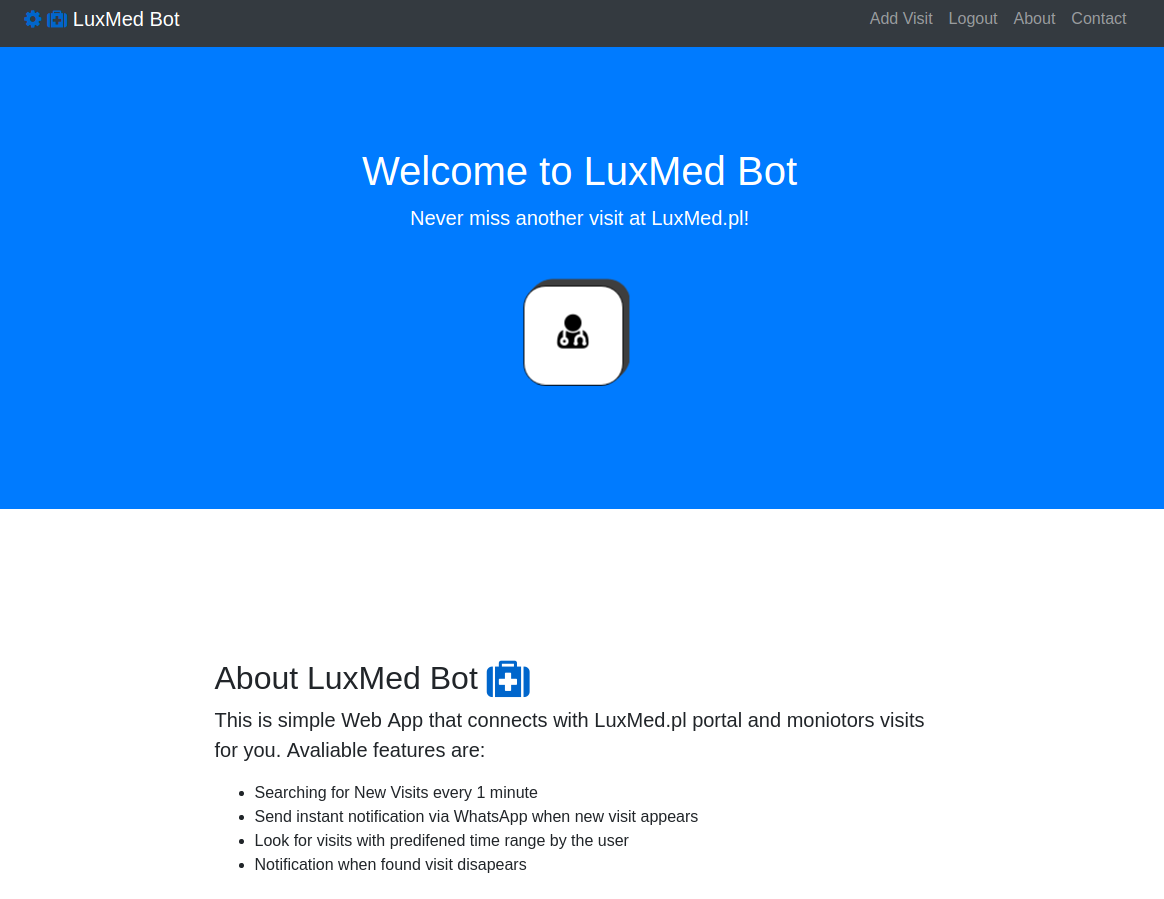 LuxMed Bot
Add Visit Logout About Contact
Welcome to LuxMed Bot
Never miss another visit at LuxMed.pl!
About LuxMed Bot
This is simple Web App that connects with LuxMed.pl portal and moniotors visits
for you. Avaliable features are:
Searching for New Visits every 1 minute
Send instant notification via WhatsApp when new visit appears
Look for visits with predifened time range by the user
Notification when found visit disapears